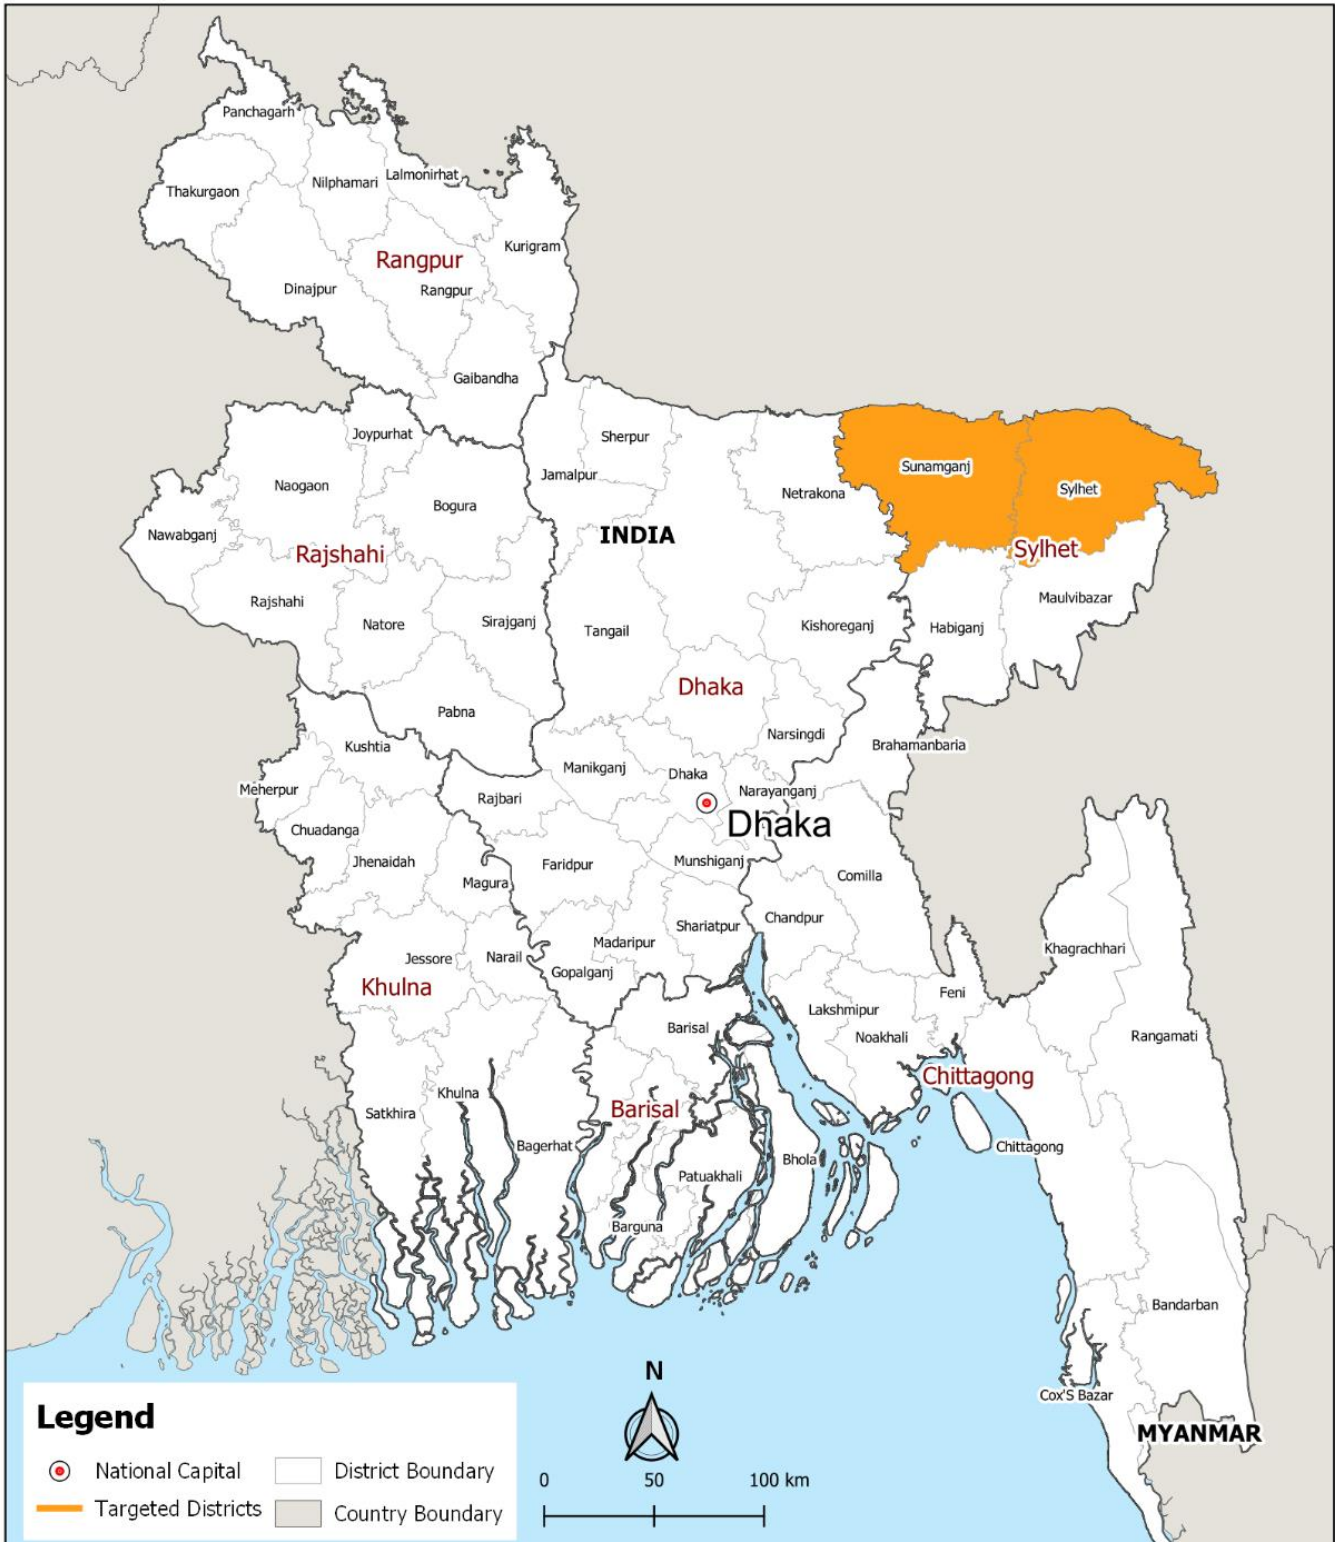 Panchagarh
Thakurgaon
Nilphamari
Lalmonirhat
Kurigram
Rangpur
Rangpur
Dinajpur
Gaibandha
Joypurhat
Sherpur
Jamalpur
Sunamganj
Naogaon
Netrakona
Sylhet
Bogura
Nawabganj
INDIA
Rajshahi
Sylhet
Rajshahi
Maulvibazar
Natore
Sirajganj
Tangail
Kishoreganj
Habiganj
Dhaka
Pabna
Narsingdi
Kushtia
Brahamanbaria
Manikganj
Dhaka
Meherpur
Rajbari
Narayanganj
Dhaka
Chuadanga
Jhenaidah
Faridpur
Munshiganj
Magura
Comilla
Chandpur
Shariatpur
Madaripur
Khagrachhari
Jessore
Narail
Gopalganj
Khulna
Feni
Lakshmipur
Barisal
Noakhali
Rangamati
Chittagong
Khulna
Satkhira
Barisal
Bagerhat
Chittagong
Bhola
Patuakhali
Barguna
Bandarban
Cox'S Bazar
MYANMAR
N
0 50 100 km
Legend
National Capital
District Boundary
Targeted Districts
Country Boundary